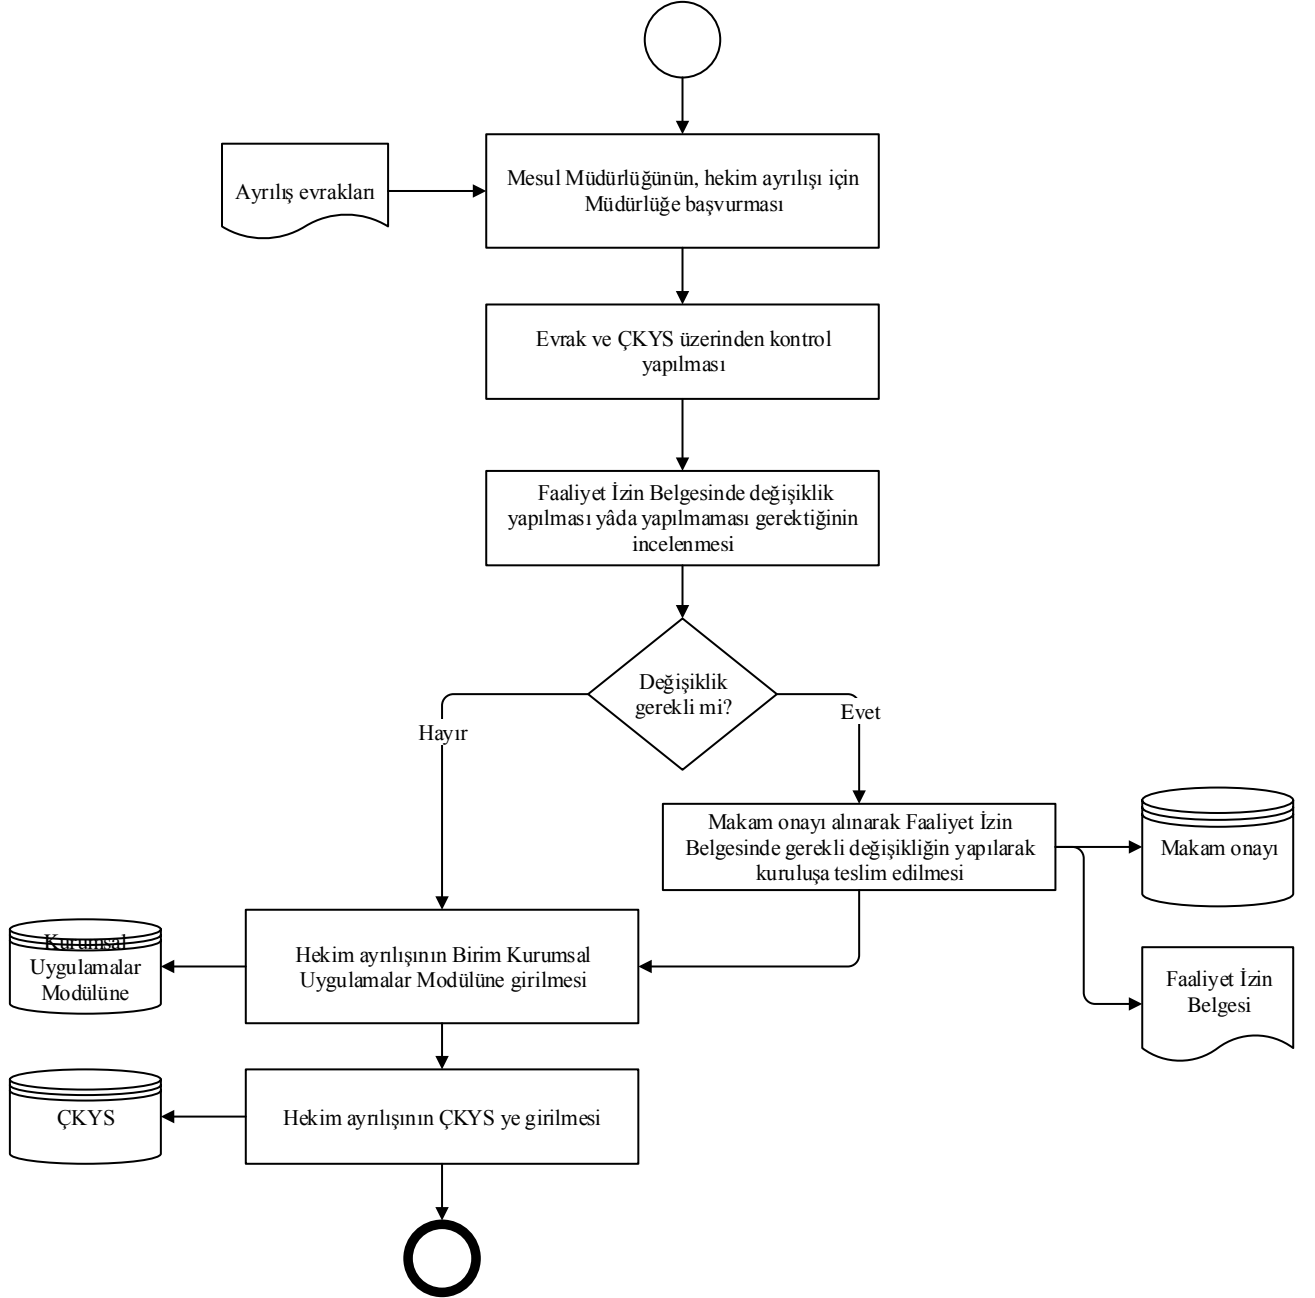 Mesul Müdürlüğünün, hekim ayrılışı için
Müdürlüğe başvurması
Ayrılış evrakları
Evrak ve ÇKYS üzerinden kontrol
yapılması
Faaliyet İzin Belgesinde değişiklik
yapılması yâda yapılmaması gerektiğinin
incelenmesi
Değişiklik
gerekli mi?
Hayır
Evet
Makam onayı alınarak Faaliyet İzin
Belgesinde gerekli değişikliğin yapılarak
kuruluşa teslim edilmesi
Makam onayı
Faaliyet İzin
Belgesi
Hekim ayrılışının Birim Kurumsal
Uygulamalar Modülüne girilmesi
Kurumsal
Uygulamalar
Modülüne
Hekim ayrılışının ÇKYS ye girilmesi
ÇKYS